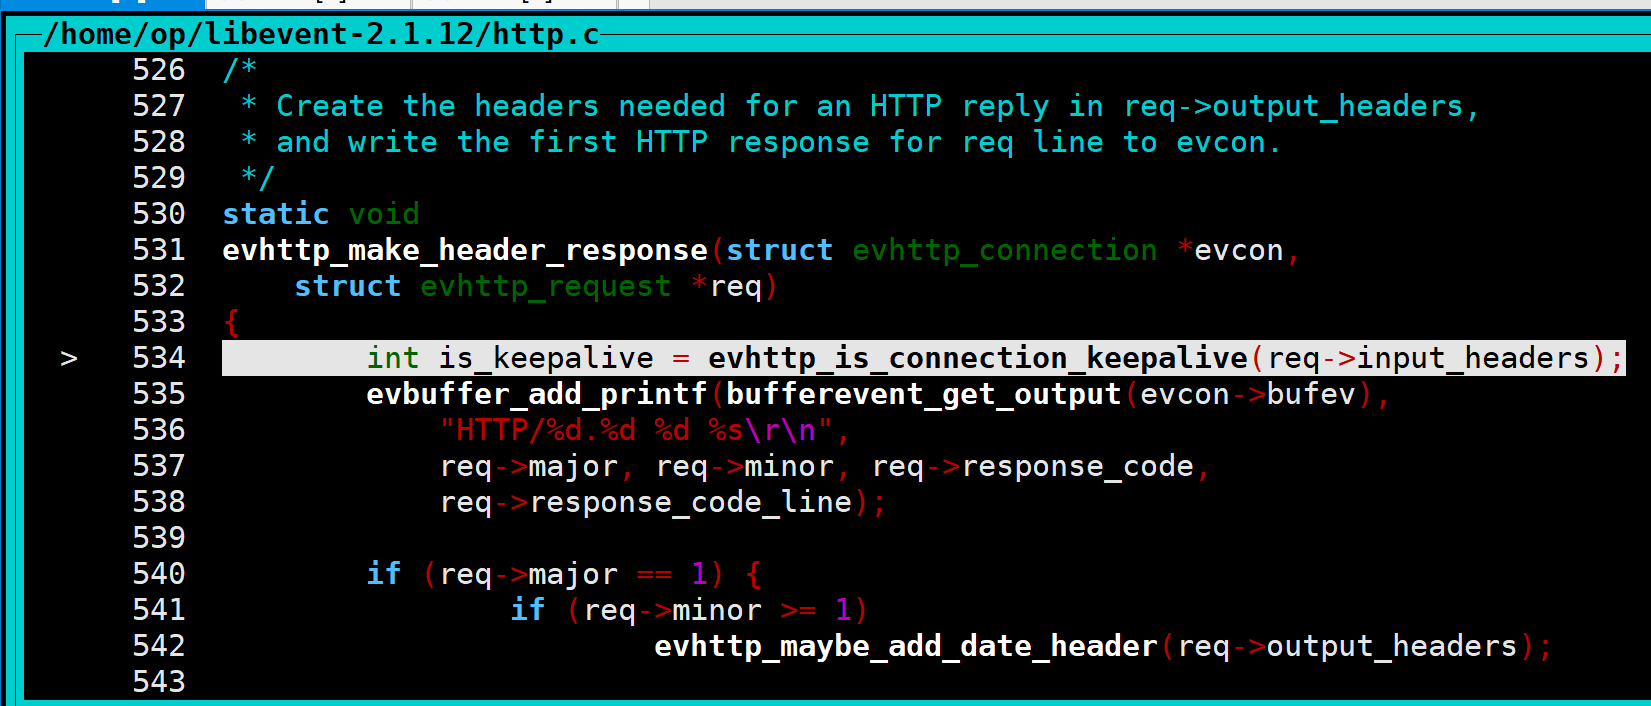 /home/op/libevent-2.1.12/http.c
526 /*
527  * Create the headers needed for an HTTP reply in req->output_headers,
528  * and write the first HTTP response for req line to evcon.
529  */
530 static void
531 evhttp_make_header_response(struct evhttp_connection *evcon,
532     struct evhttp_request *req)
533 {
> 534         int is_keepalive = evhttp_is_connection_keepalive(req->input_headers);
535         evbuffer_add_printf(bufferevent_get_output(evcon->bufev),
536             "HTTP/%d.%d %d %s\r\n",
537             req->major, req->minor, req->response_code,
538             req->response_code_line);
539
540         if (req->major == 1) {
541                 if (req->minor >= 1)
542                         evhttp_maybe_add_date_header(req->output_headers);
543